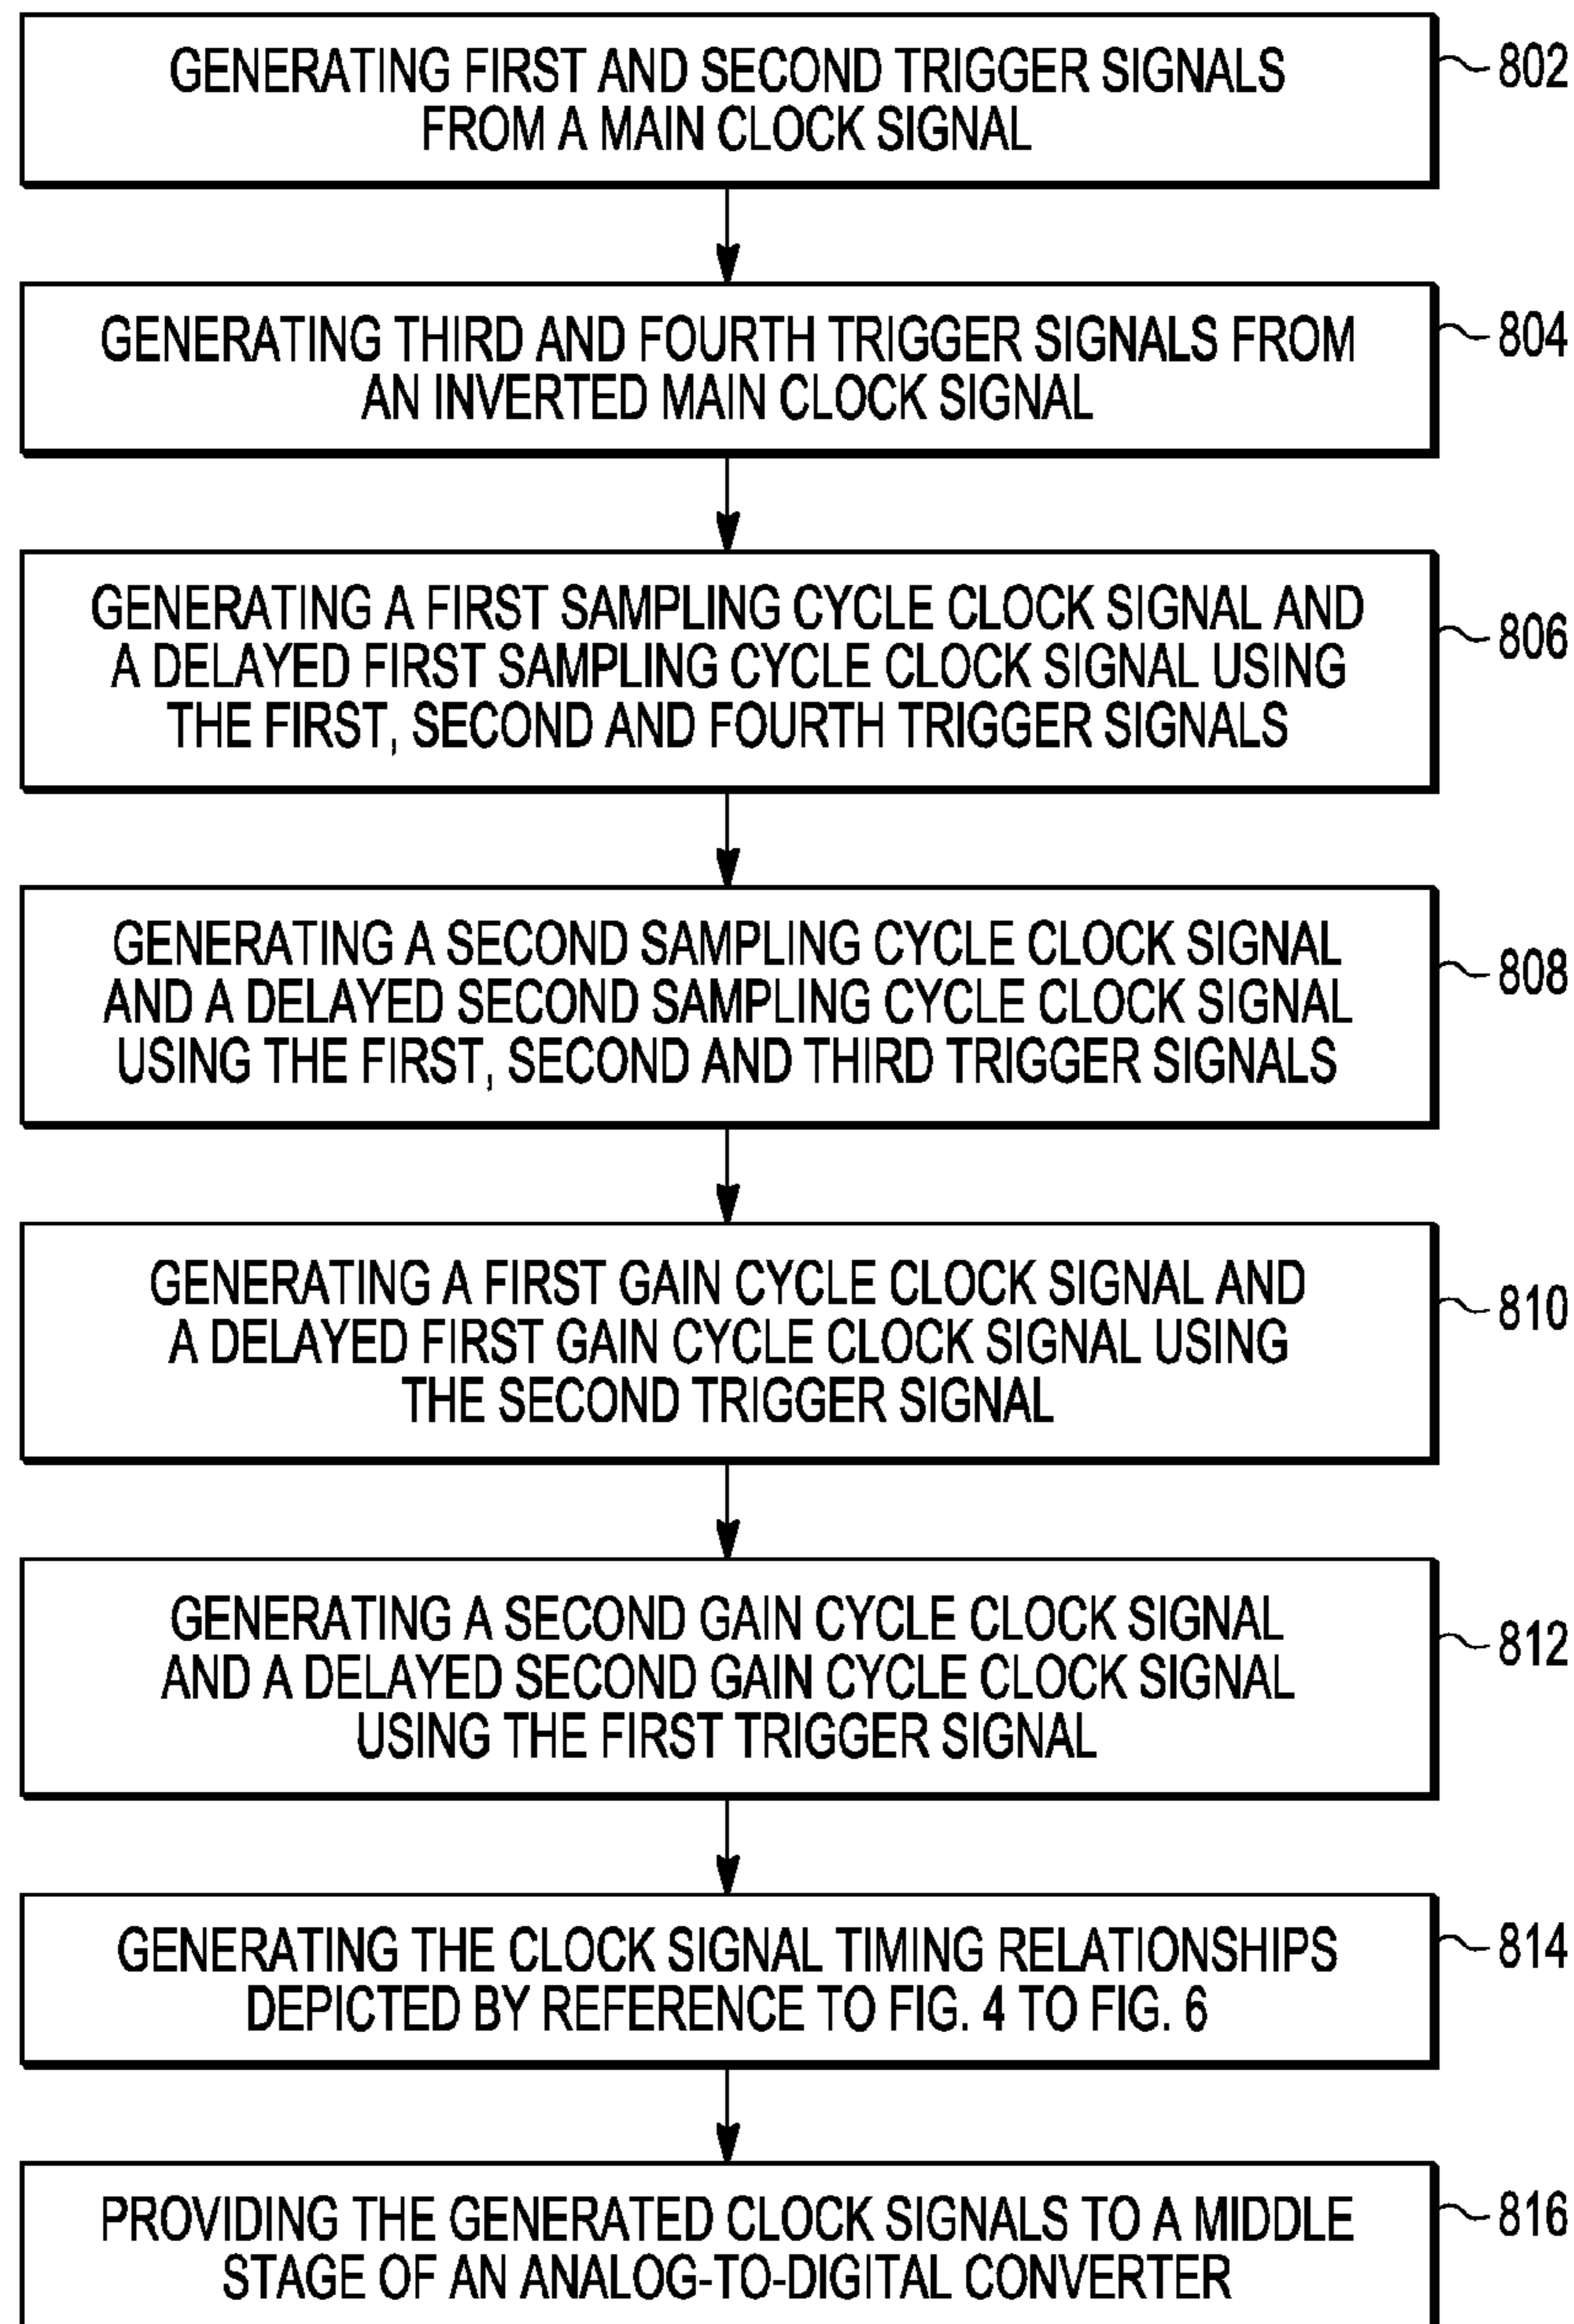 GENERATING FIRST AND SECOND TRIGGER SIGNALS
FROM A MAIN CLOCK SIGNAL
802
GENERATING THIRD AND FOURTH TRIGGER SIGNALS FROM
AN INVERTED MAIN CLOCK SIGNAL
804
GENERATING A FIRST SAMPLING CYCLE CLOCK SIGNAL AND
A DELAYED FIRST SAMPLING CYCLE CLOCK SIGNAL USING
THE FIRST, SECOND AND FOURTH TRIGGER SIGNALS
806
GENERATING A SECOND SAMPLING CYCLE CLOCK SIGNAL
AND A DELAYED SECOND SAMPLING CYCLE CLOCK SIGNAL
USING THE FIRST, SECOND AND THIRD TRIGGER SIGNALS
808
GENERATING A FIRST GAIN CYCLE CLOCK SIGNAL AND
A DELAYED FIRST GAIN CYCLE CLOCK SIGNAL USING
THE SECOND TRIGGER SIGNAL
810
GENERATING A SECOND GAIN CYCLE CLOCK SIGNAL
AND A DELAYED SECOND GAIN CYCLE CLOCK SIGNAL
USING THE FIRST TRIGGER SIGNAL
812
GENERATING THE CLOCK SIGNAL TIMING RELATIONSHIPS
DEPICTED BY REFERENCE TO FIG. 4 TO FIG. 6
814
PROVIDING THE GENERATED CLOCK SIGNALS TO A MIDDLE
STAGE OF AN ANALOG-TO-DIGITAL CONVERTER
816